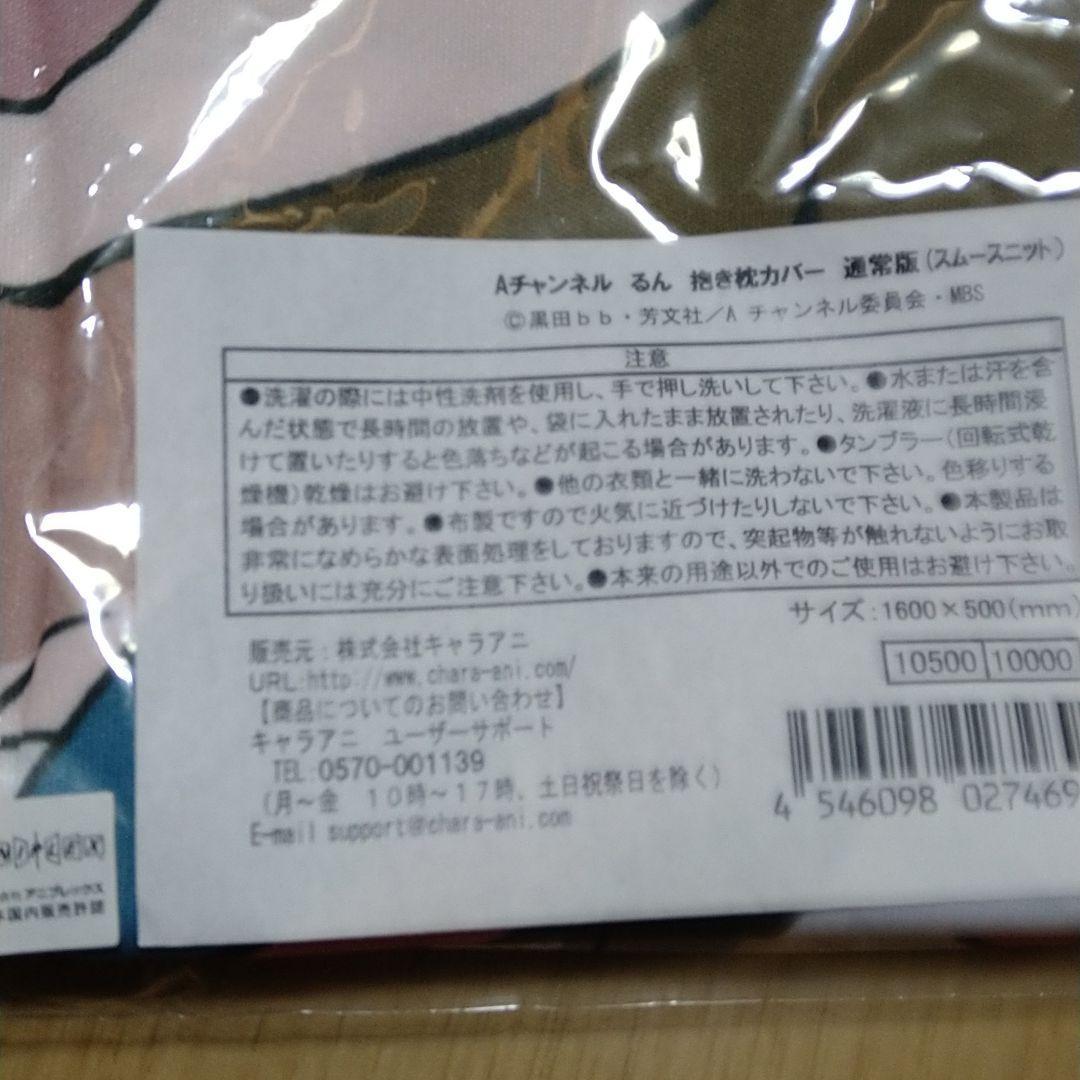 Aチャンネル るん 抱き枕カバー 通常版(スムースニット)
©黒田bb・芳文社/Aチャンネル委員会・MBS
注意
●洗濯の際には中性洗剤を使用し、手で押し洗いして下さい。●水または汗を含
んだ状態で長時間の放置や、袋に入れたまま放置されたり、洗濯液に長時間浸
けて置いたりすると色落ちなどが起こる場合があります。●タンブラー(回転式乾
燥機)乾燥はお避け下さい。●他の衣類と一緒に洗わないで下さい。色移りする
場合があります。●布製ですので火気に近づけたりしないで下さい。●本製品は
非常になめらかな表面処理をしておりますので、突起物等が触れないようにお取
り扱いには充分にご注意下さい。●本来の用途以外でのご使用はお避け下さい。
サイズ:1600×500(mm)
販売元:株式会社キャラアニ
URL:http://www.chara-ani.com/
【商品についてのお問い合わせ】
キャラアニ ユーザーサポート
TEL:0570-001139
(月~金 10時~17時、土日祝祭日を除く)
E-mail support@chara-ani.com
10500 10000
4 546098 027469
アニプレックス
国内販売許諾